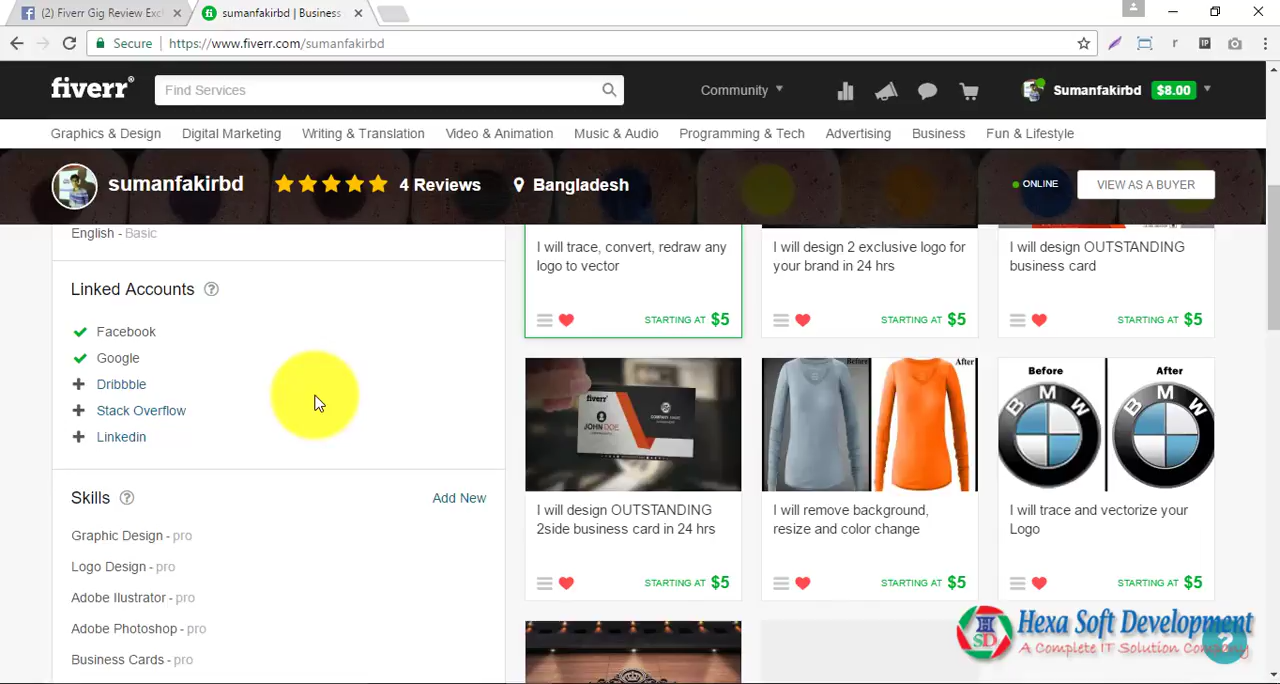 (2) Fiverr Gig Review Exc
sumanfakirbd | Business
Secure
https://www.fiverr.com/sumanfakirbd
fiverr
Find Services
Community
Sumanfakirbd
$8.00
Graphics & Design
Digital Marketing
Writing & Translation
Video & Animation
Music & Audio
Programming & Tech
Advertising
Business
Fun & Lifestyle
sumanfakirbd
4 Reviews
Bangladesh
ONLINE
VIEW AS A BUYER
English - Basic
Linked Accounts
Facebook
Google
Dribbble
Stack Overflow
Linkedin
Skills
Add New
Graphic Design - pro
Logo Design - pro
Adobe Ilustrator - pro
Adobe Photoshop - pro
Business Cards - pro
I will trace, convert, redraw any
logo to vector
STARTING AT $5
I will design 2 exclusive logo for
your brand in 24 hrs
STARTING AT $5
I will design OUTSTANDING
business card
STARTING AT $5
fiverr
JOHN DOE
I will design OUTSTANDING
2side business card in 24 hrs
STARTING AT $5
Before
After
I will remove background,
resize and color change
STARTING AT $5
Before
After
BMW
BMW
I will trace and vectorize your
Logo
STARTING AT $5
HSD
Hexa Soft Development
A Complete IT Solution Company